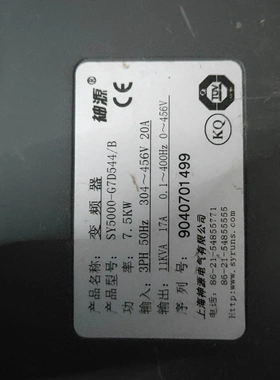 神源®
CE
TUV
KQ
产品名称: 变 频 器
产品型号: SY5000-G7D544/B
功 率: 7.5KW
输入: 3PH 50Hz 304~456V 20A
输出: 11KVA 17A 0.1~400Hz 0~456V
序 列 号: 9040701499
上海神源电气有限公司
电话: 86-21-54855771
86-21-54855555
Http:www.syruns.com